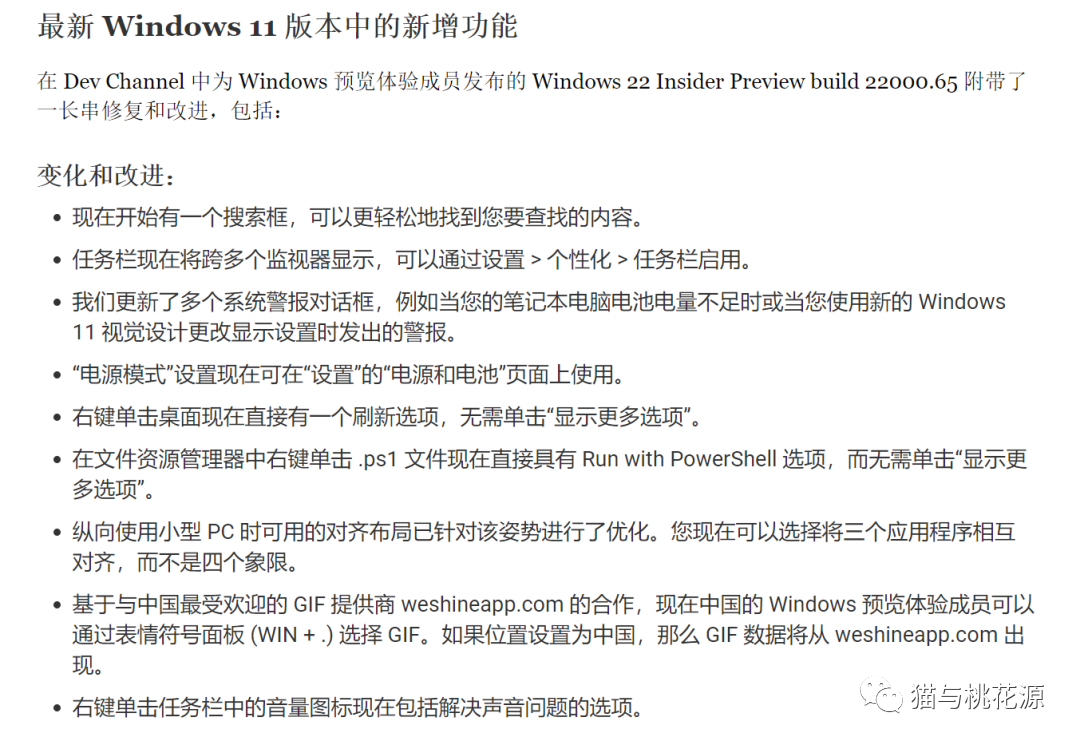 最新 Windows 11 版本中的新增功能
在 Dev Channel 中为 Windows 预览体验成员发布的 Windows 22 Insider Preview build 22000.65 附带了
一长串修复和改进，包括：
变化和改进：
• 现在开始有一个搜索框，可以更轻松地找到您要查找的内容。
• 任务栏现在将跨多个监视器显示，可以通过设置 > 个性化 > 任务栏启用。
• 我们更新了多个系统警报对话框，例如当您的笔记本电脑电池电量不足时或当您使用新的 Windows
11 视觉设计更改显示设置时发出的警报。
• “电源模式”设置现在可在“设置”的“电源和电池”页面上使用。
• 右键单击桌面现在直接有一个刷新选项，无需单击“显示更多选项”。
• 在文件资源管理器中右键单击 .ps1 文件现在直接具有 Run with PowerShell 选项，而无需单击“显示更
多选项”。
• 纵向使用小型 PC 时可用的对齐布局已针对该姿势进行了优化。您现在可以选择将三个应用程序相互
对齐，而不是四个象限。
• 基于与中国最受欢迎的 GIF 提供商 weshineapp.com 的合作，现在中国的 Windows 预览体验成员可以
通过表情符号面板 (WIN + .) 选择 GIF。如果位置设置为中国，那么 GIF 数据将从 weshineapp.com 出
现。
• 右键单击任务栏中的音量图标现在包括解决声音问题的选项。
猫与桃花源